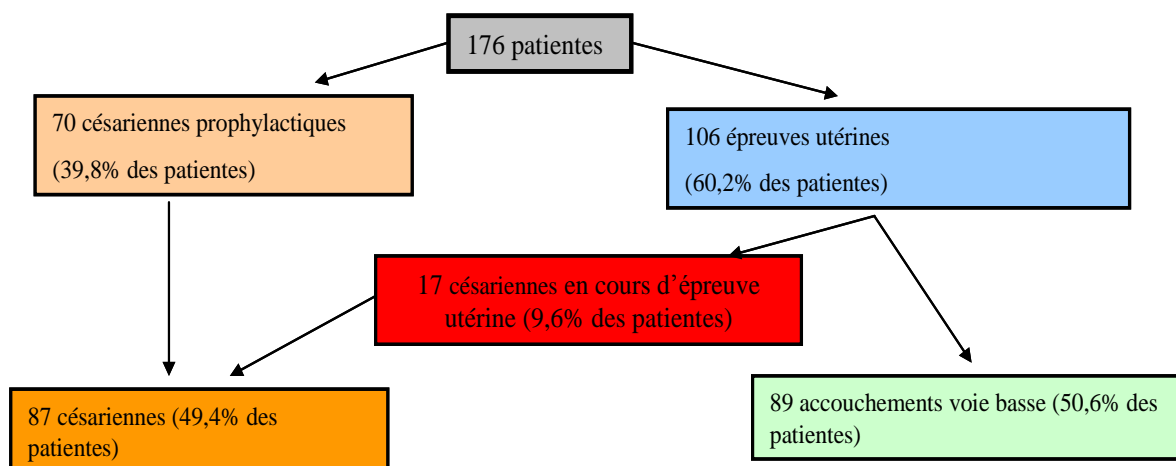 176 patientes
70 césariennes prophylactiques
(39,8% des patientes)
106 épreuves utérines
(60,2% des patientes)
17 césariennes en cours d’épreuve
utérine (9,6% des patientes)
87 césariennes (49,4% des
patientes)
89 accouchements voie basse (50,6% des
patientes)